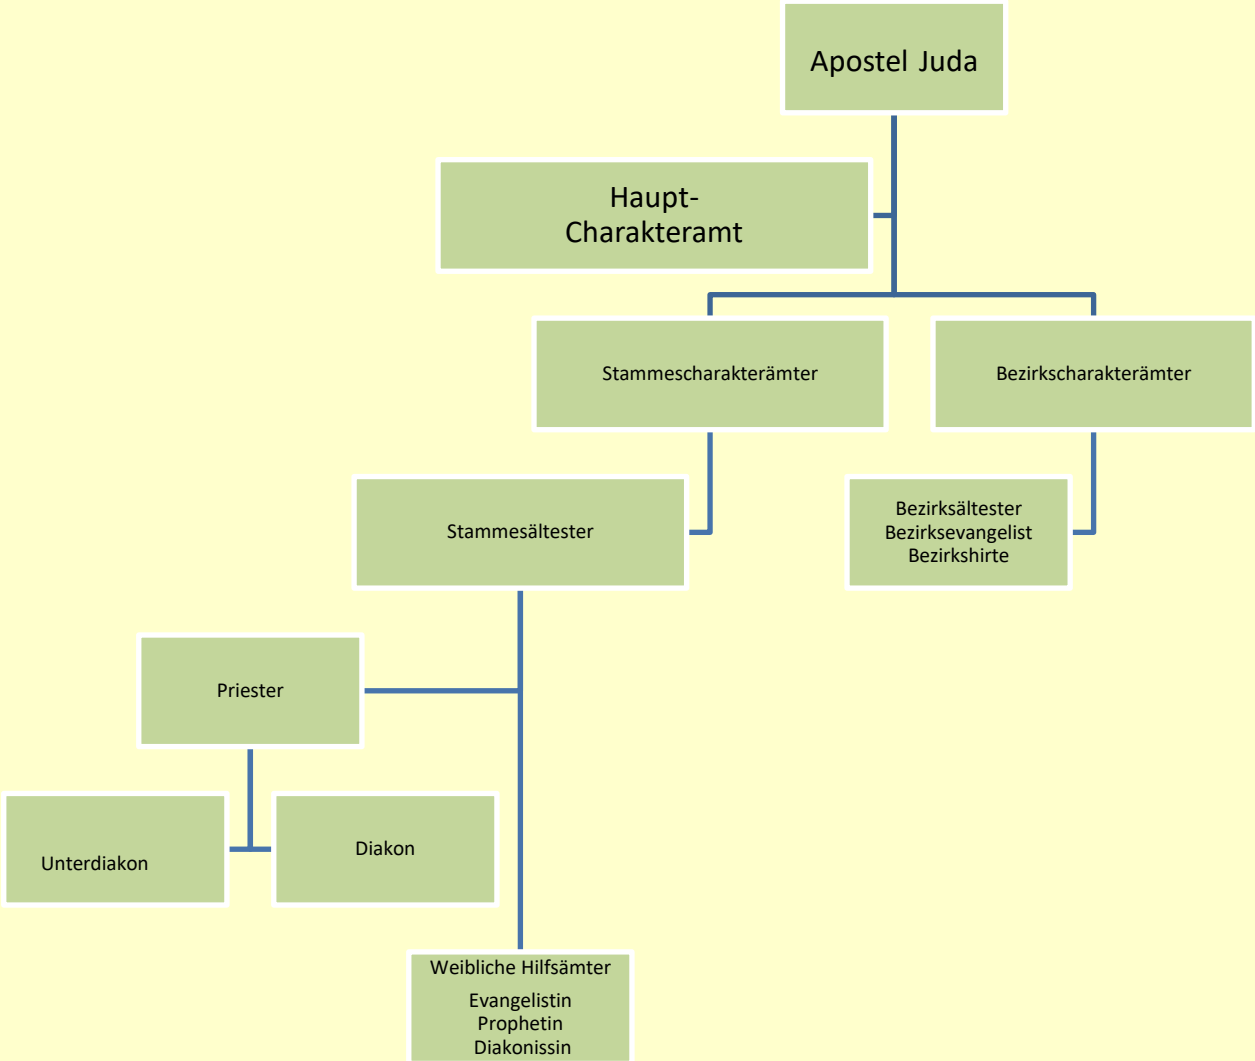 Apostel Juda
Haupt-
Charakteramt
Stammescharakterämter
Bezirkscharakterämter
Stammesältester
Bezirksältester
Bezirksevangelist
Bezirkshirte
Priester
Unterdiakon
Diakon
Weibliche Hilfsämter
Evangelistin
Prophetin
Diakonissin